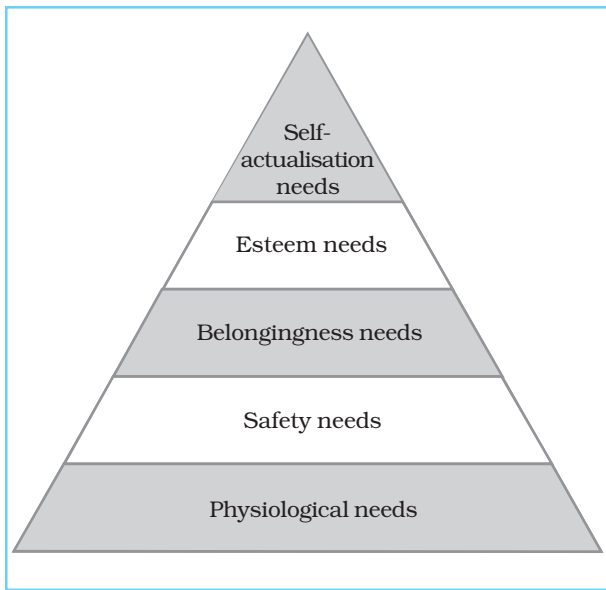 Self-
actualisation
needs
Esteem needs
Belongingness needs
Safety needs
Physiological needs